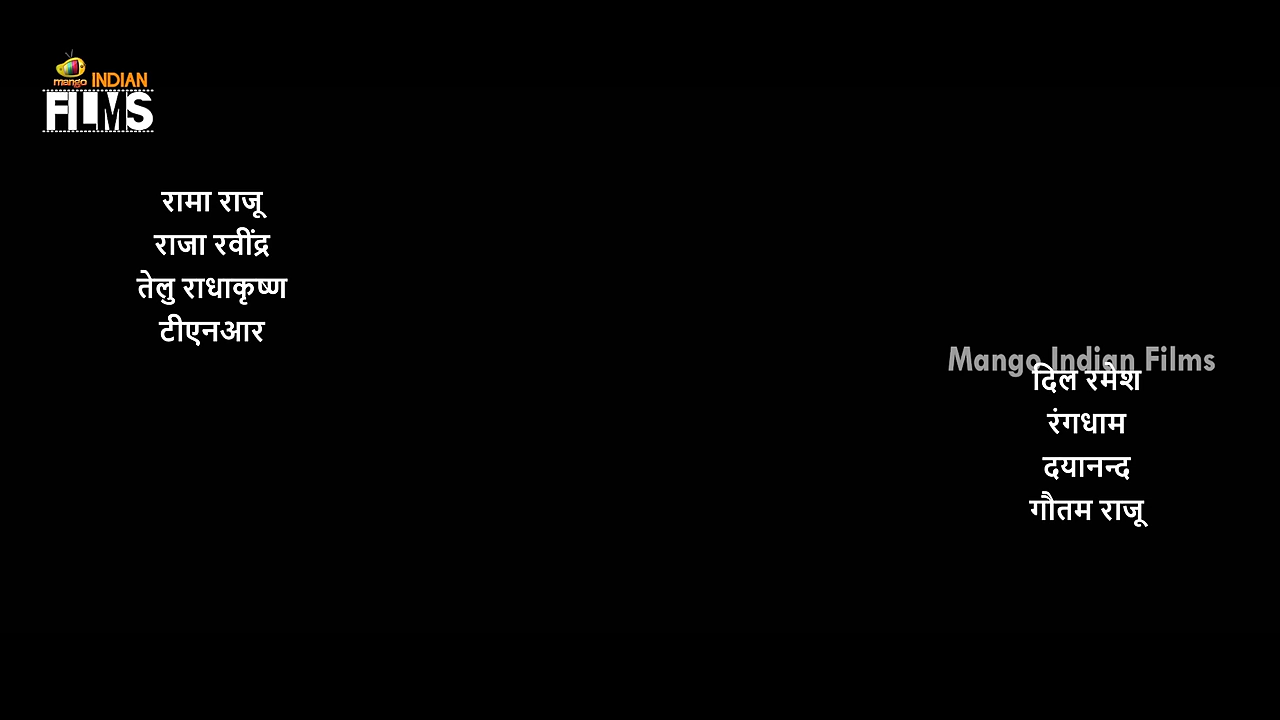 mango INDIAN
FILMS
रामा राजू
राजा रवींद्र
तेलु राधाकृष्ण
टीएनआर
Mango Indian Films
दिल रमेश
रंगधाम
दयानन्द
गौतम राजू